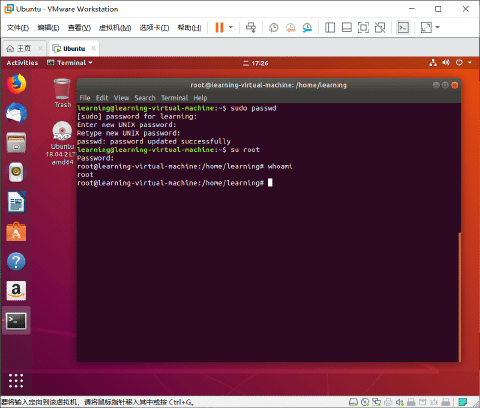 Ubuntu - VMware Workstation
文件(F) 编辑(E) 查看(V) 虚拟机(M) 选项卡(T) 帮助(H)
主页 Ubuntu
Activities Terminal 二 17:26
root@learning-virtual-machine: /home/learning
File Edit View Search Terminal Help
Trash
Ubuntu
18.04.2 L
amd64
learning@learning-virtual-machine:~$ sudo passwd
[sudo] password for learning:
Enter new UNIX password:
Retype new UNIX password:
passwd: password updated successfully
learning@learning-virtual-machine:~$ su root
Password:
root@learning-virtual-machine:/home/learning# whoami
root
root@learning-virtual-machine:/home/learning#
要将输入定向到该虚拟机，请将鼠标指针移入其中或按 Ctrl+G。